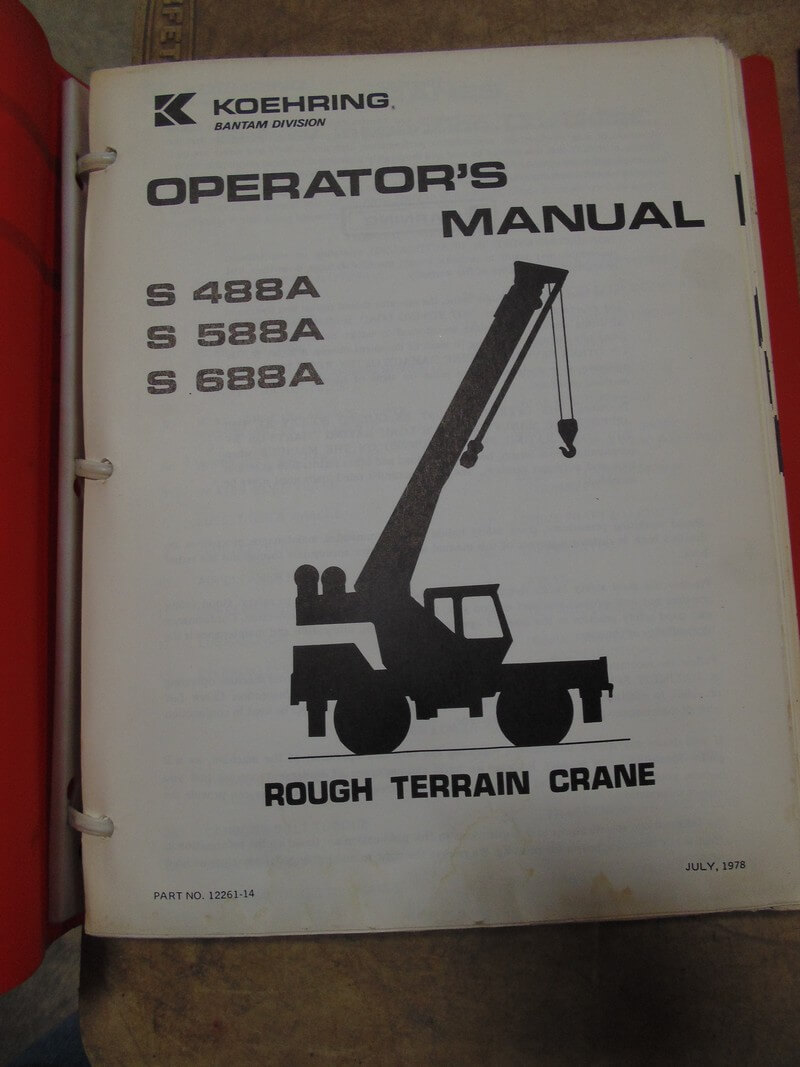 KOEHRING
BANTAM DIVISION
OPERATOR'S
MANUAL
S 488A
S 588A
S 688A
ROUGH TERRAIN CRANE
JULY, 1978
PART NO. 12261-14